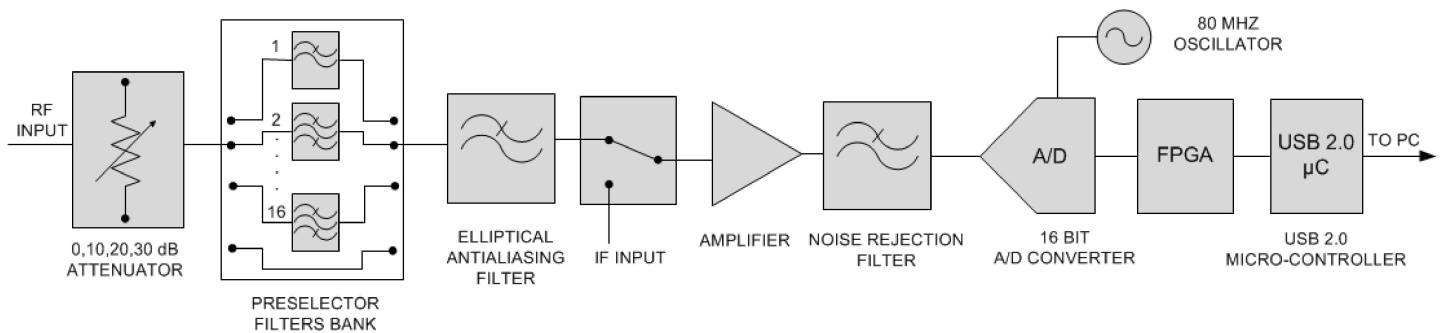 RF
INPUT
0,10,20,30 dB
ATTENUATOR
1
2
16
PRESELECTOR
FILTERS BANK
ELLIPTICAL
ANTIALIASING
FILTER
IF INPUT
AMPLIFIER
NOISE REJECTION
FILTER
80 MHZ
OSCILLATOR
A/D
16 BIT
A/D CONVERTER
FPGA
USB 2.0
µC
USB 2.0
MICRO-CONTROLLER
TO PC